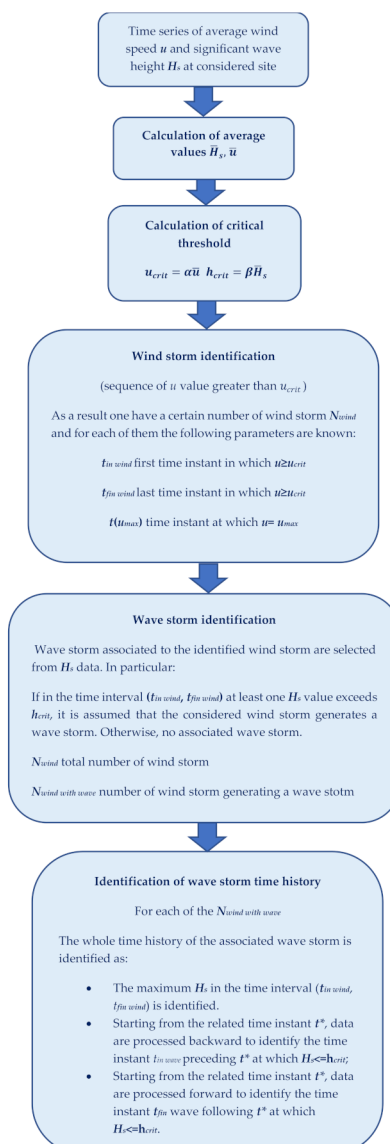 Time series of average wind
speed u and significant wave
height Hs at considered site
Calculation of average
values H̅s, u̅
Calculation of critical
threshold
ucrit = αu̅ hcrit = βH̅s
Wind storm identification
(sequence of u value greater than ucrit)
As a result one have a certain number of wind storm Nwind
and for each of them the following parameters are known:
tin wind first time instant in which u≥ucrit
tfin wind last time instant in which u≥ucrit
t(umax) time instant at which u= umax
Wave storm identification
Wave storm associated to the identified wind storm are selected
from Hs data. In particular:
If in the time interval (tin wind, tfin wind) at least one Hs value exceeds
hcrit, it is assumed that the considered wind storm generates a
wave storm. Otherwise, no associated wave storm.
Nwind total number of wind storm
Nwind with wave number of wind storm generating a wave stotm
Identification of wave storm time history
For each of the Nwind with wave
The whole time history of the associated wave storm is
identified as:
• The maximum Hs in the time interval (tin wind,
tfin wind) is identified.
• Starting from the related time instant t*, data
are processed backward to identify the time
instant tin wave preceding t* at which Hs<=hcrit;
• Starting from the related time instant t*, data
are processed forward to identify the time
instant tfin wave following t* at which
Hs<=hcrit.